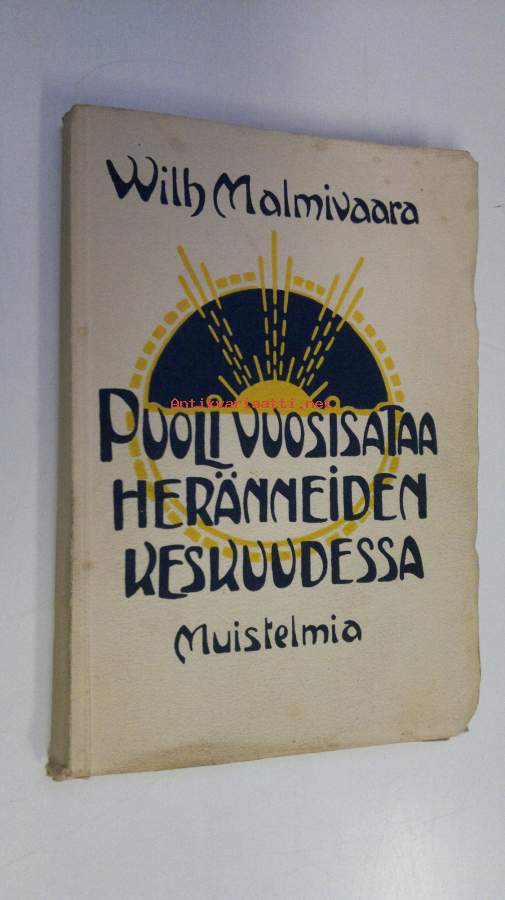 Wilh Malmivaara
Antikvariaatti.net
PUOLI VUOSISATAA
HERÄNNEIDEN
KESKUUDESSA
Muistelmia